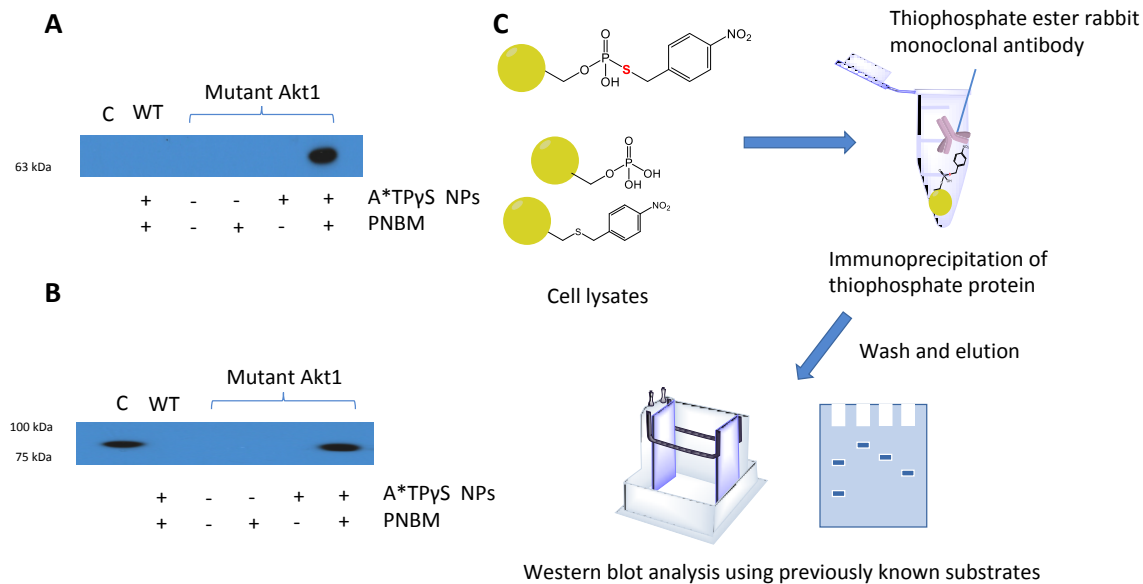 A
C WT Mutant Akt1
63 kDa
+ - - + + A*TPγS NPs
+ - + - + PNBM
B
C WT Mutant Akt1
100 kDa
75 kDa
+ - - + + A*TPγS NPs
+ - + - + PNBM
C
O
O P S
OH
NO2
O
O P OH
OH
S
NO2
Cell lysates
Thiophosphate ester rabbit
monoclonal antibody
Immunoprecipitation of
thiophosphate protein
Wash and elution
Western blot analysis using previously known substrates